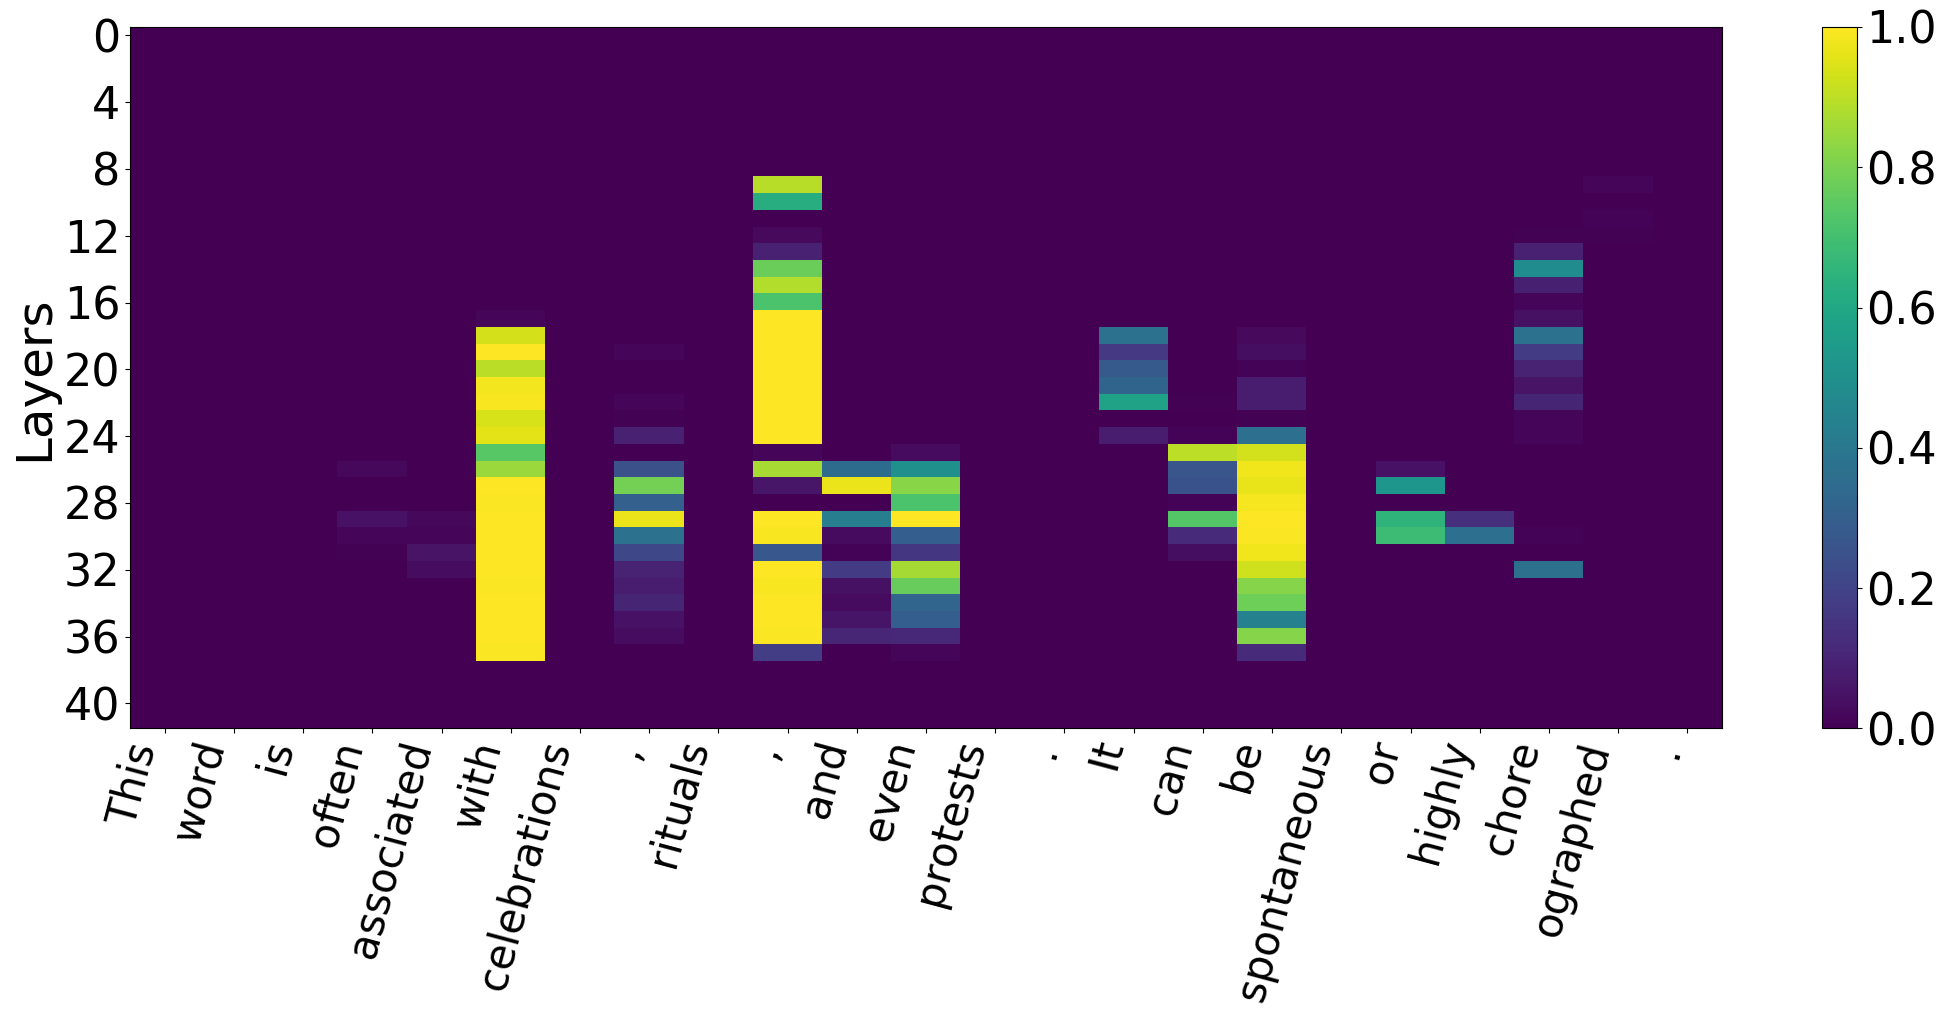 0
4
8
12
16
20
24
28
32
36
40
Layers
This
word
is
often
associated
with
celebrations
,
rituals
,
and
even
protests
.
It
can
be
spontaneous
or
highly
chore
ographed
.
1.0
0.8
0.6
0.4
0.2
0.0